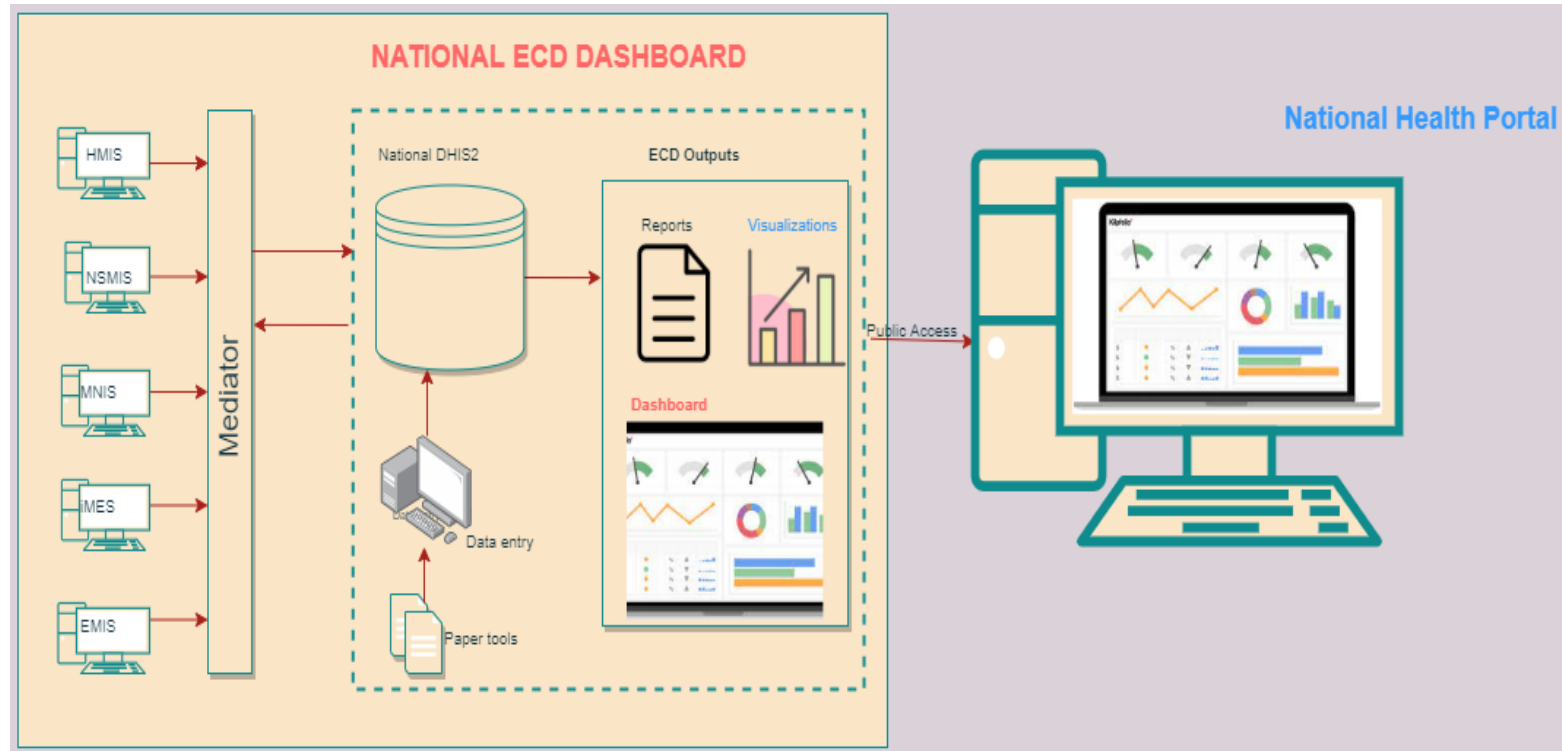 NATIONAL ECD DASHBOARD
National Health Portal
HMIS
NSMIS
MNIS
iMES
EMIS
Mediator
National DHIS2
Data entry
Paper tools
ECD Outputs
Reports
Visualizations
Dashboard
Public Access